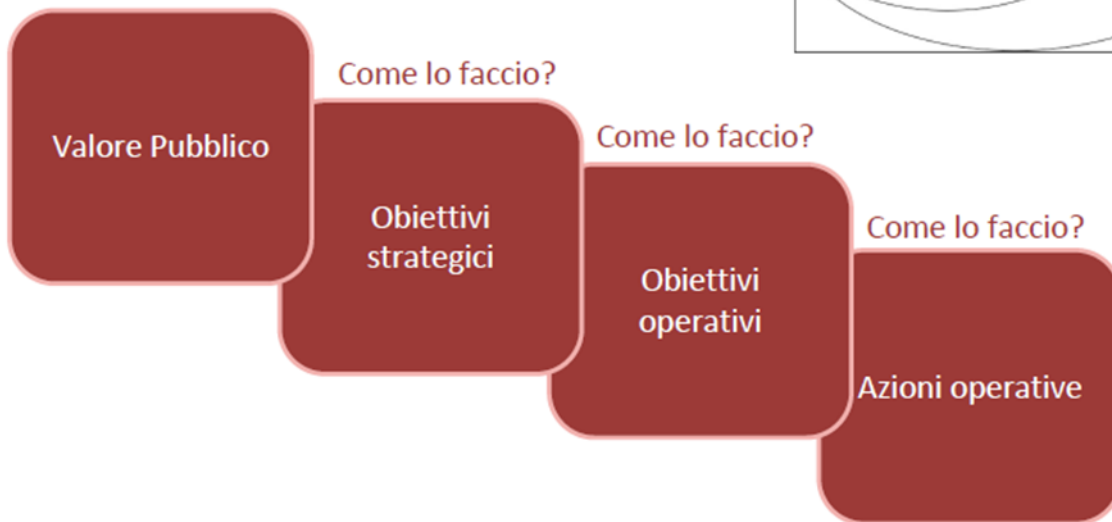 Valore Pubblico
Come lo faccio?
Obiettivi
strategici
Come lo faccio?
Obiettivi
operativi
Come lo faccio?
Azioni operative